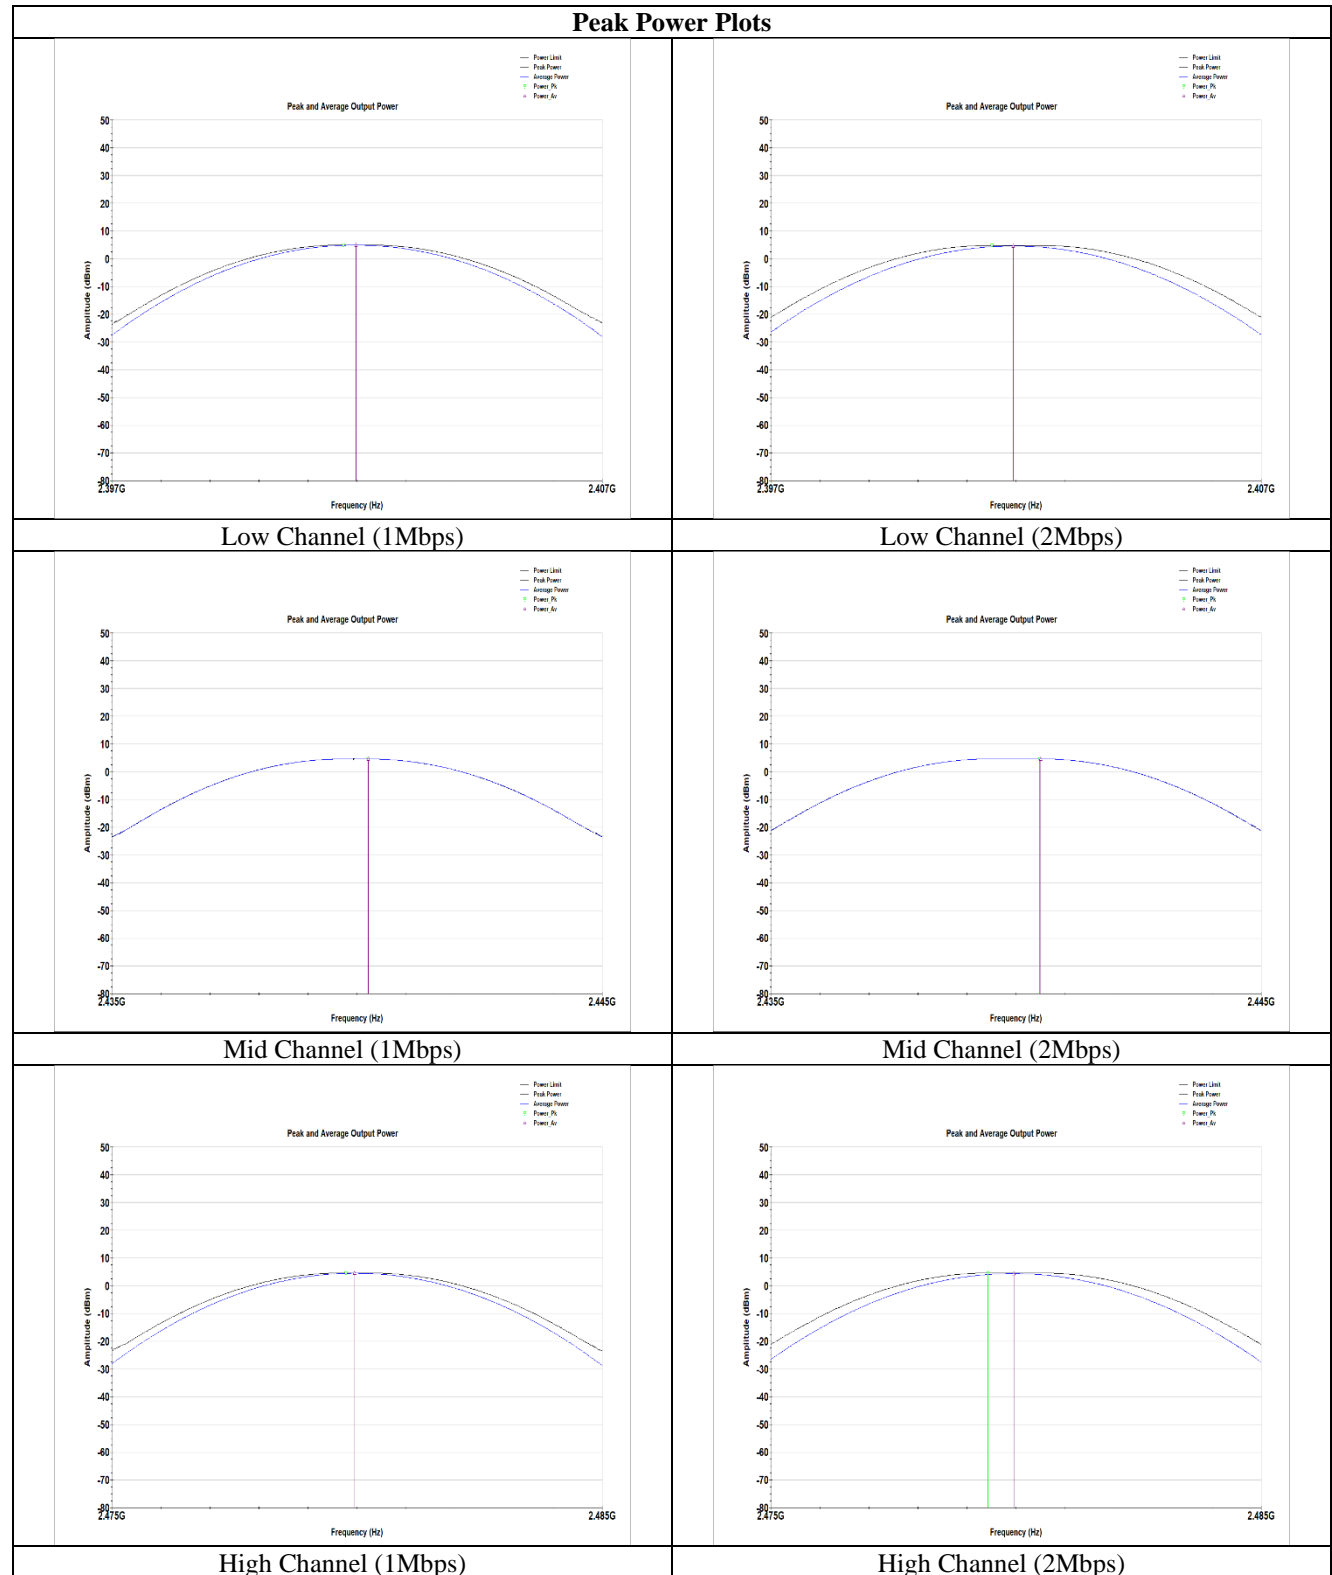 Peak Power Plots
Power Limit
Peak Power
Average Power
Power_Pk
Power_Av
Peak and Average Output Power
50
40
30
20
10
0
-10
-20
-30
-40
-50
-60
-70
-80
Amplitude (dBm)
2.397G 2.407G
Frequency (Hz)
Low Channel (1Mbps)
Power Limit
Peak Power
Average Power
Power_Pk
Power_Av
Peak and Average Output Power
50
40
30
20
10
0
-10
-20
-30
-40
-50
-60
-70
-80
Amplitude (dBm)
2.397G 2.407G
Frequency (Hz)
Low Channel (2Mbps)
Power Limit
Peak Power
Average Power
Power_Pk
Power_Av
Peak and Average Output Power
50
40
30
20
10
0
-10
-20
-30
-40
-50
-60
-70
-80
Amplitude (dBm)
2.435G 2.445G
Frequency (Hz)
Mid Channel (1Mbps)
Power Limit
Peak Power
Average Power
Power_Pk
Power_Av
Peak and Average Output Power
50
40
30
20
10
0
-10
-20
-30
-40
-50
-60
-70
-80
Amplitude (dBm)
2.435G 2.445G
Frequency (Hz)
Mid Channel (2Mbps)
Power Limit
Peak Power
Average Power
Power_Pk
Power_Av
Peak and Average Output Power
50
40
30
20
10
0
-10
-20
-30
-40
-50
-60
-70
-80
Amplitude (dBm)
2.475G 2.485G
Frequency (Hz)
High Channel (1Mbps)
Power Limit
Peak Power
Average Power
Power_Pk
Power_Av
Peak and Average Output Power
50
40
30
20
10
0
-10
-20
-30
-40
-50
-60
-70
-80
Amplitude (dBm)
2.475G 2.485G
Frequency (Hz)
High Channel (2Mbps)